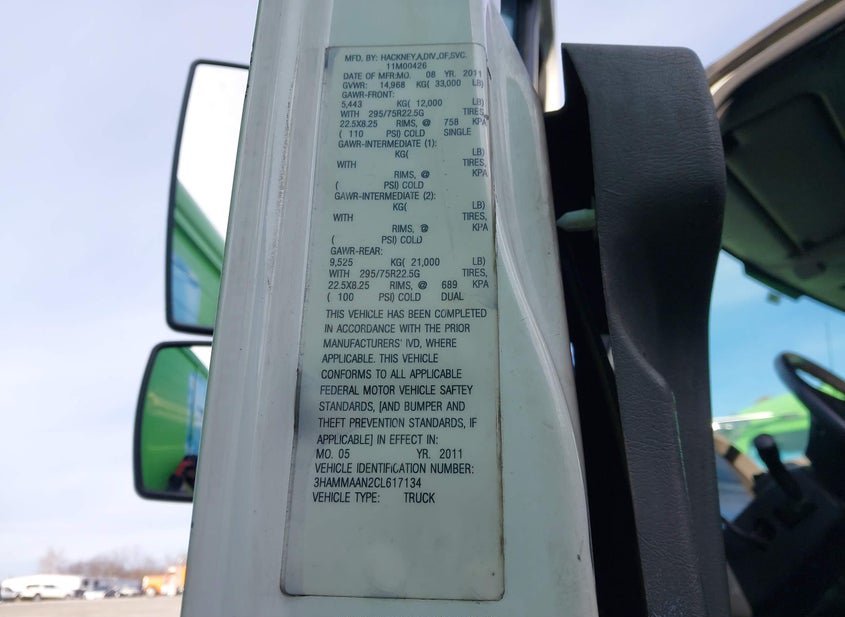 MFD, BY: HACKNEY,A,DIV.,OF,SVC.
11M00426
DATE OF MFR:MO. 08 YR. 2011
GVWR: 14,968 KG( 33,000 LB)
GAWR-FRONT:
5,443 KG( 12,000 LB)
WITH 295/75R22.5G TIRES,
22.5X8.25 RIMS, @ 758 KPA
( 110 PSI) COLD SINGLE
GAWR-INTERMEDIATE (1):
KG( LB)
WITH TIRES,
RIMS, @ KPA
( PSI) COLD
GAWR-INTERMEDIATE (2):
KG( LB)
WITH TIRES,
RIMS, @ KPA
( PSI) COLD
GAWR-REAR:
9,525 KG( 21,000 LB)
WITH 295/75R22.5G TIRES,
22.5X8.25 RIMS, @ 689 KPA
( 100 PSI) COLD DUAL
THIS VEHICLE HAS BEEN COMPLETED
IN ACCORDANCE WITH THE PRIOR
MANUFACTURERS' IVD, WHERE
APPLICABLE. THIS VEHICLE
CONFORMS TO ALL APPLICABLE
FEDERAL MOTOR VEHICLE SAFTEY
STANDARDS, [AND BUMPER AND
THEFT PREVENTION STANDARDS, IF
APPLICABLE] IN EFFECT IN:
MO. 05 YR. 2011
VEHICLE IDENTIFICATION NUMBER:
3HAMMAAN2CL617134
VEHICLE TYPE: TRUCK